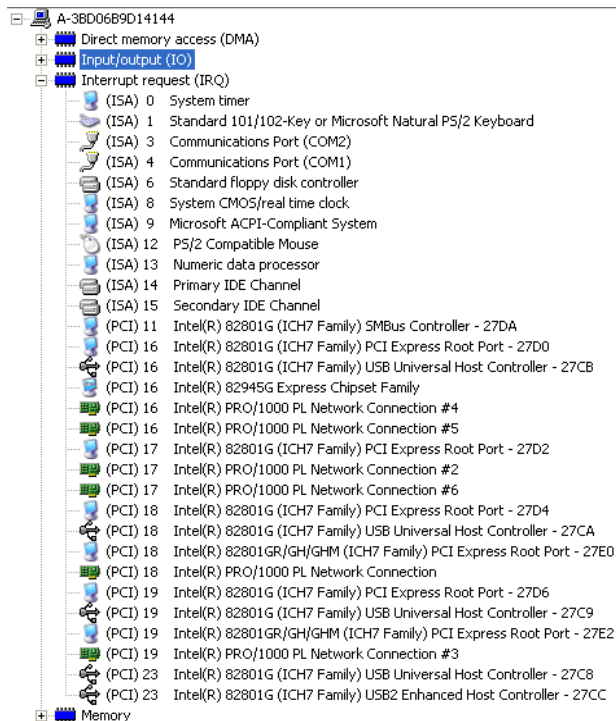 A-3BD06B9D14144
Direct memory access (DMA)
Input/output (IO)
Interrupt request (IRQ)
(ISA) 0 System timer
(ISA) 1 Standard 101/102-Key or Microsoft Natural PS/2 Keyboard
(ISA) 3 Communications Port (COM2)
(ISA) 4 Communications Port (COM1)
(ISA) 6 Standard floppy disk controller
(ISA) 8 System CMOS/real time clock
(ISA) 9 Microsoft ACPI-Compliant System
(ISA) 12 PS/2 Compatible Mouse
(ISA) 13 Numeric data processor
(ISA) 14 Primary IDE Channel
(ISA) 15 Secondary IDE Channel
(PCI) 11 Intel(R) 82801G (ICH7 Family) SMBus Controller - 27DA
(PCI) 16 Intel(R) 82801G (ICH7 Family) PCI Express Root Port - 27D0
(PCI) 16 Intel(R) 82801G (ICH7 Family) USB Universal Host Controller - 27CB
(PCI) 16 Intel(R) 82945G Express Chipset Family
(PCI) 16 Intel(R) PRO/1000 PL Network Connection #4
(PCI) 16 Intel(R) PRO/1000 PL Network Connection #5
(PCI) 17 Intel(R) 82801G (ICH7 Family) PCI Express Root Port - 27D2
(PCI) 17 Intel(R) PRO/1000 PL Network Connection #2
(PCI) 17 Intel(R) PRO/1000 PL Network Connection #6
(PCI) 18 Intel(R) 82801G (ICH7 Family) PCI Express Root Port - 27D4
(PCI) 18 Intel(R) 82801G (ICH7 Family) USB Universal Host Controller - 27CA
(PCI) 18 Intel(R) 82801GR/GH/GHM (ICH7 Family) PCI Express Root Port - 27E0
(PCI) 18 Intel(R) PRO/1000 PL Network Connection
(PCI) 19 Intel(R) 82801G (ICH7 Family) PCI Express Root Port - 27D6
(PCI) 19 Intel(R) 82801G (ICH7 Family) USB Universal Host Controller - 27C9
(PCI) 19 Intel(R) 82801GR/GH/GHM (ICH7 Family) PCI Express Root Port - 27E2
(PCI) 19 Intel(R) PRO/1000 PL Network Connection #3
(PCI) 23 Intel(R) 82801G (ICH7 Family) USB Universal Host Controller - 27C8
(PCI) 23 Intel(R) 82801G (ICH7 Family) USB2 Enhanced Host Controller - 27CC
Memory